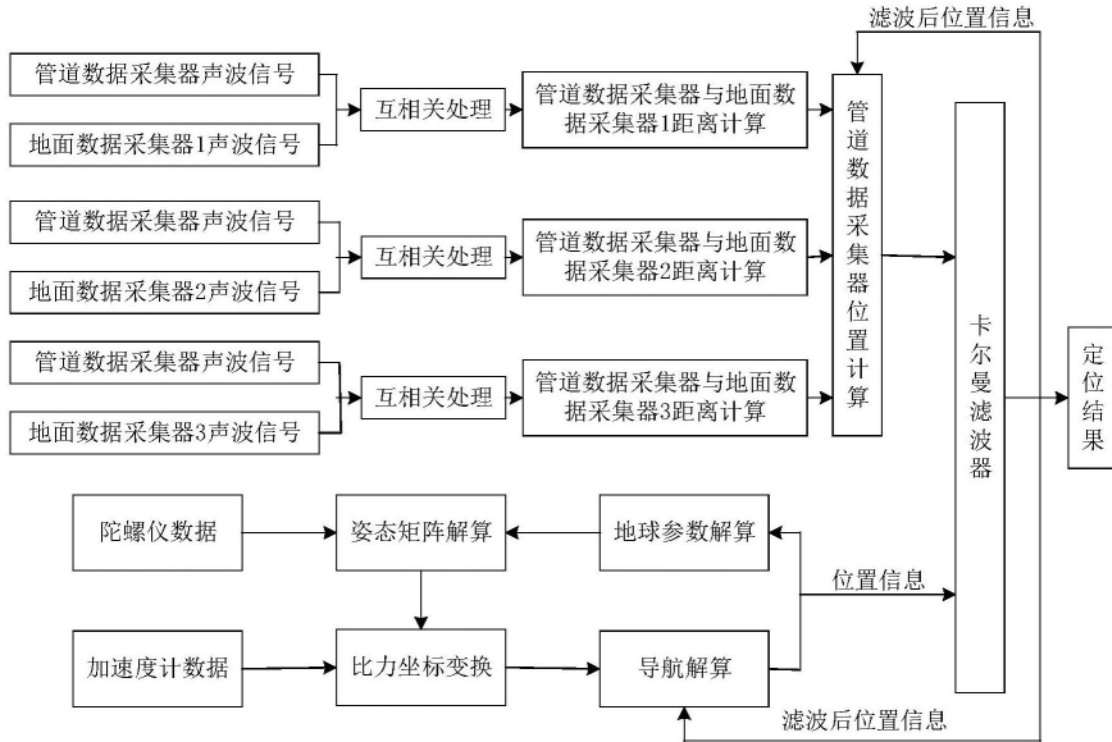 滤波后位置信息
管道数据采集器声波信号
地面数据采集器1声波信号
互相关处理
管道数据采集器与地面数
据采集器1距离计算
管道数据采集器声波信号
地面数据采集器2声波信号
互相关处理
管道数据采集器与地面数
据采集器2距离计算
管道数据采集器声波信号
地面数据采集器3声波信号
互相关处理
管道数据采集器与地面数
据采集器3距离计算
管道数据采集器位置计算
卡尔曼滤波器
定位结果
陀螺仪数据
姿态矩阵解算
地球参数解算
位置信息
加速度计数据
比力坐标变换
导航解算
滤波后位置信息